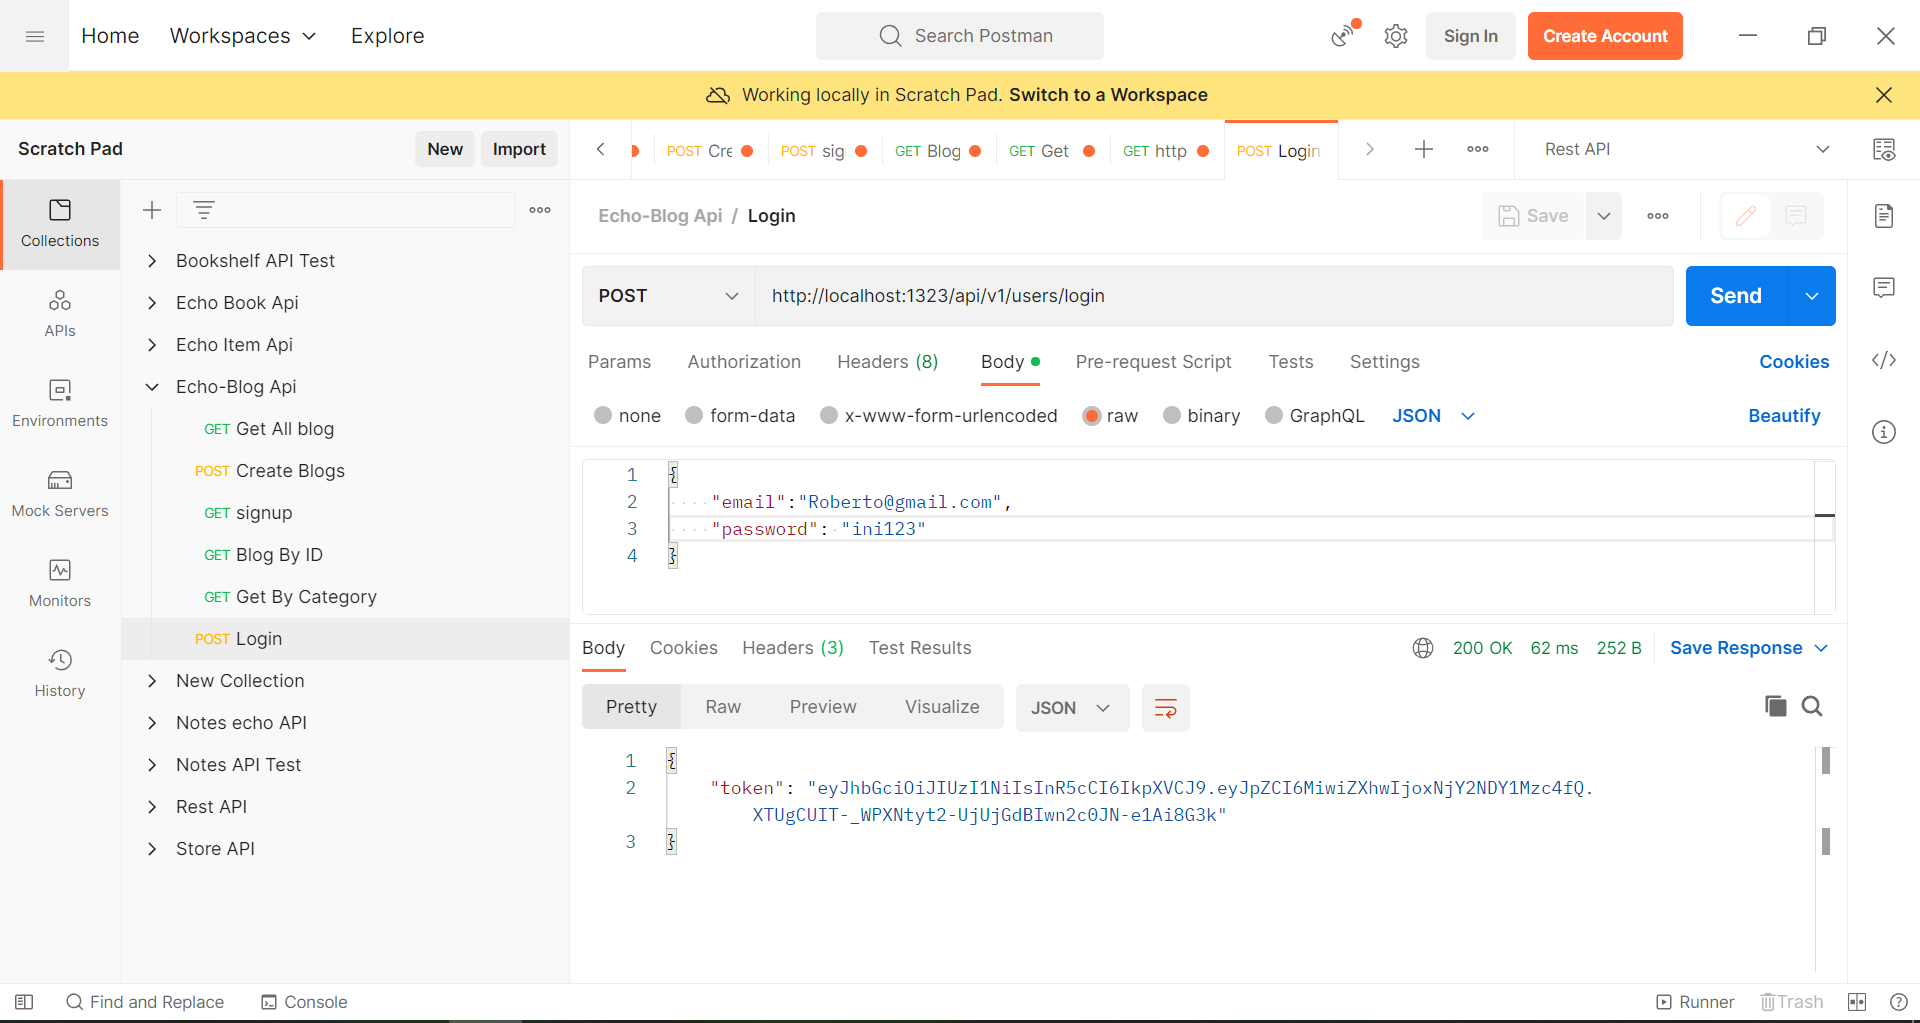 Home Workspaces Explore Search Postman Sign In Create Account
Working locally in Scratch Pad. Switch to a Workspace
Scratch Pad New Import POST Cre POST sig GET Blog GET Get GET http POST Login Rest API
Collections
APIs
Environments
Mock Servers
Monitors
History
Bookshelf API Test
Echo Book Api
Echo Item Api
Echo-Blog Api
GET Get All blog
POST Create Blogs
GET signup
GET Blog By ID
GET Get By Category
POST Login
New Collection
Notes echo API
Notes API Test
Rest API
Store API
Echo-Blog Api / Login Save
POST http://localhost:1323/api/v1/users/login Send
Params Authorization Headers (8) Body Pre-request Script Tests Settings Cookies
none form-data x-www-form-urlencoded raw binary GraphQL JSON Beautify
1 {
2 "email":"Roberto@gmail.com",
3 "password": "ini123"
4 }
Body Cookies Headers (3) Test Results 200 OK 62 ms 252 B Save Response
Pretty Raw Preview Visualize JSON
1 {
2 "token": "eyJhbGciOiJIUzI1NiIsInR5cCI6IkpXVCJ9.eyJpZCI6MiwiZXhwIjoxNjY2NDY1Mzc4fQ.
XTUgCUIT-_WPXNtyt2-UjUjGdBIwn2c0JN-e1Ai8G3k"
3 }
Find and Replace Console Runner Trash